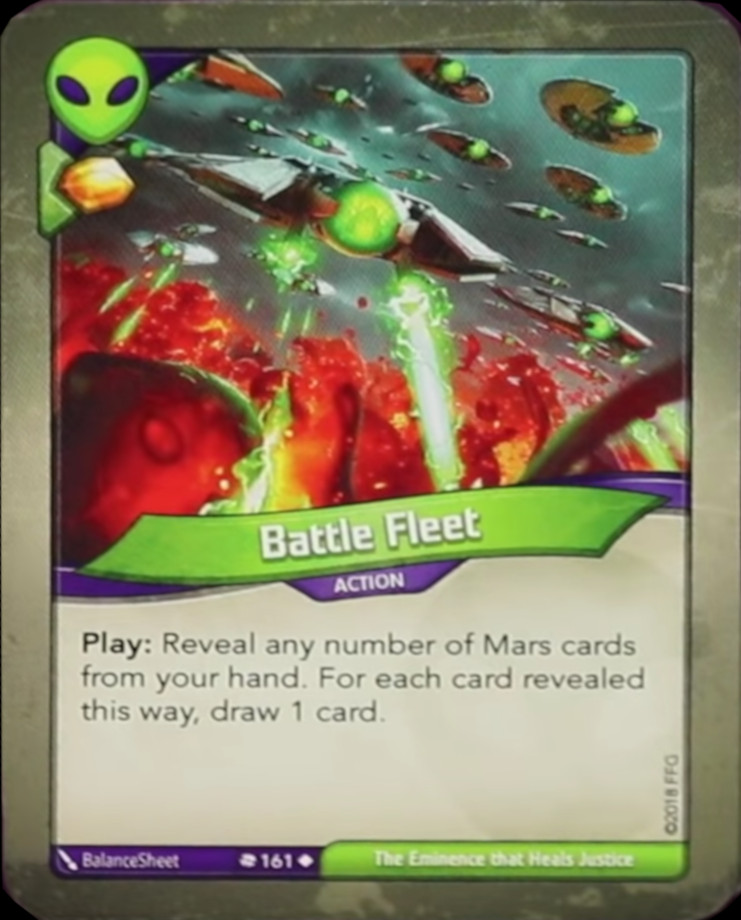 Battle Fleet
ACTION
Play: Reveal any number of Mars cards
from your hand. For each card revealed
this way, draw 1 card.
©2018 FFG
BalanceSheet
161
The Eminence that Heals Justice